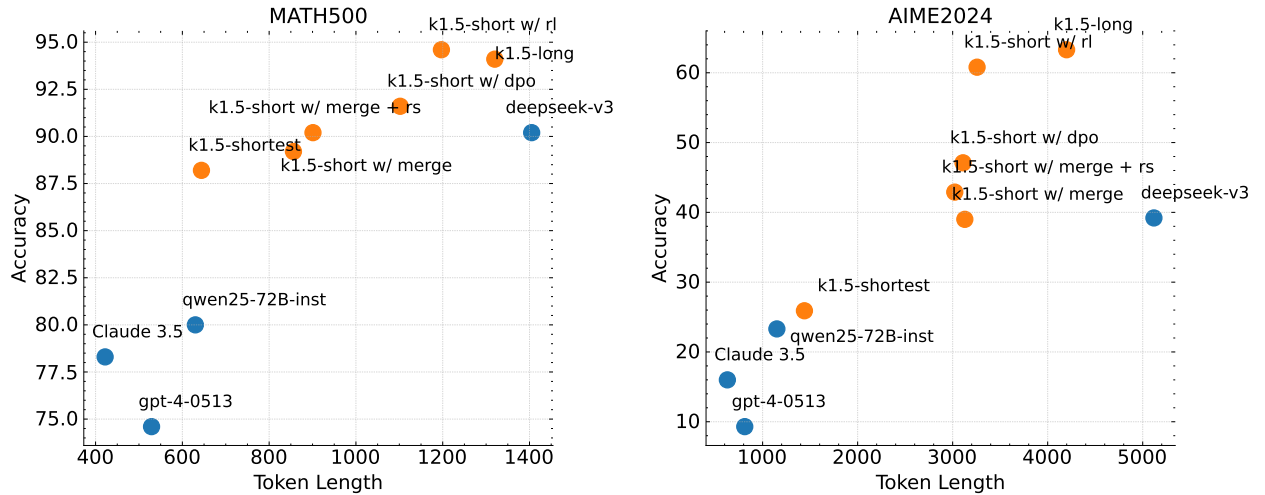 MATH500
k1.5-short w/ rl
95.0
k1.5-long
92.5
k1.5-short w/ dpo
k1.5-short w/ merge + rs
deepseek-v3
90.0
k1.5-shortest
k1.5-short w/ merge
87.5
85.0
82.5
80.0
77.5
75.0
Accuracy
qwen25-72B-inst
Claude 3.5
gpt-4-0513
400 600 800 1000 1200 1400
Token Length
AIME2024
k1.5-long
k1.5-short w/ rl
60
50
k1.5-short w/ dpo
k1.5-short w/ merge + rs
k1.5-short w/ merge
deepseek-v3
40
30
20
10
Accuracy
k1.5-shortest
qwen25-72B-inst
Claude 3.5
gpt-4-0513
1000 2000 3000 4000 5000
Token Length